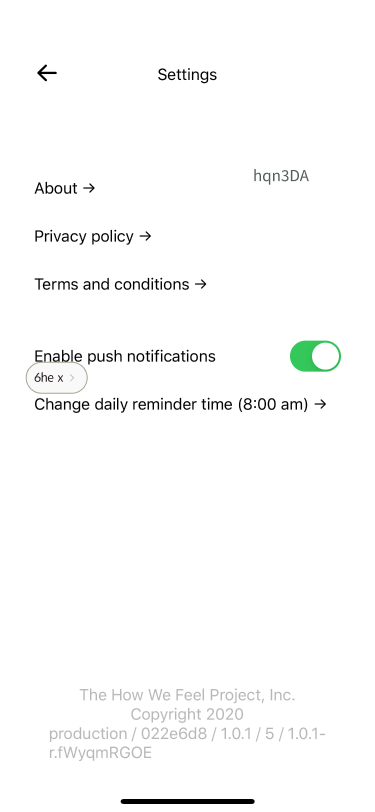 Settings
hqn3DA
About →
Privacy policy →
Terms and conditions →
Enable push notifications
6he x >
Change daily reminder time (8:00 am) →
The How We Feel Project, Inc.
Copyright 2020
production / 022e6d8 / 1.0.1 / 5 / 1.0.1-
r.fWyqmRGOE